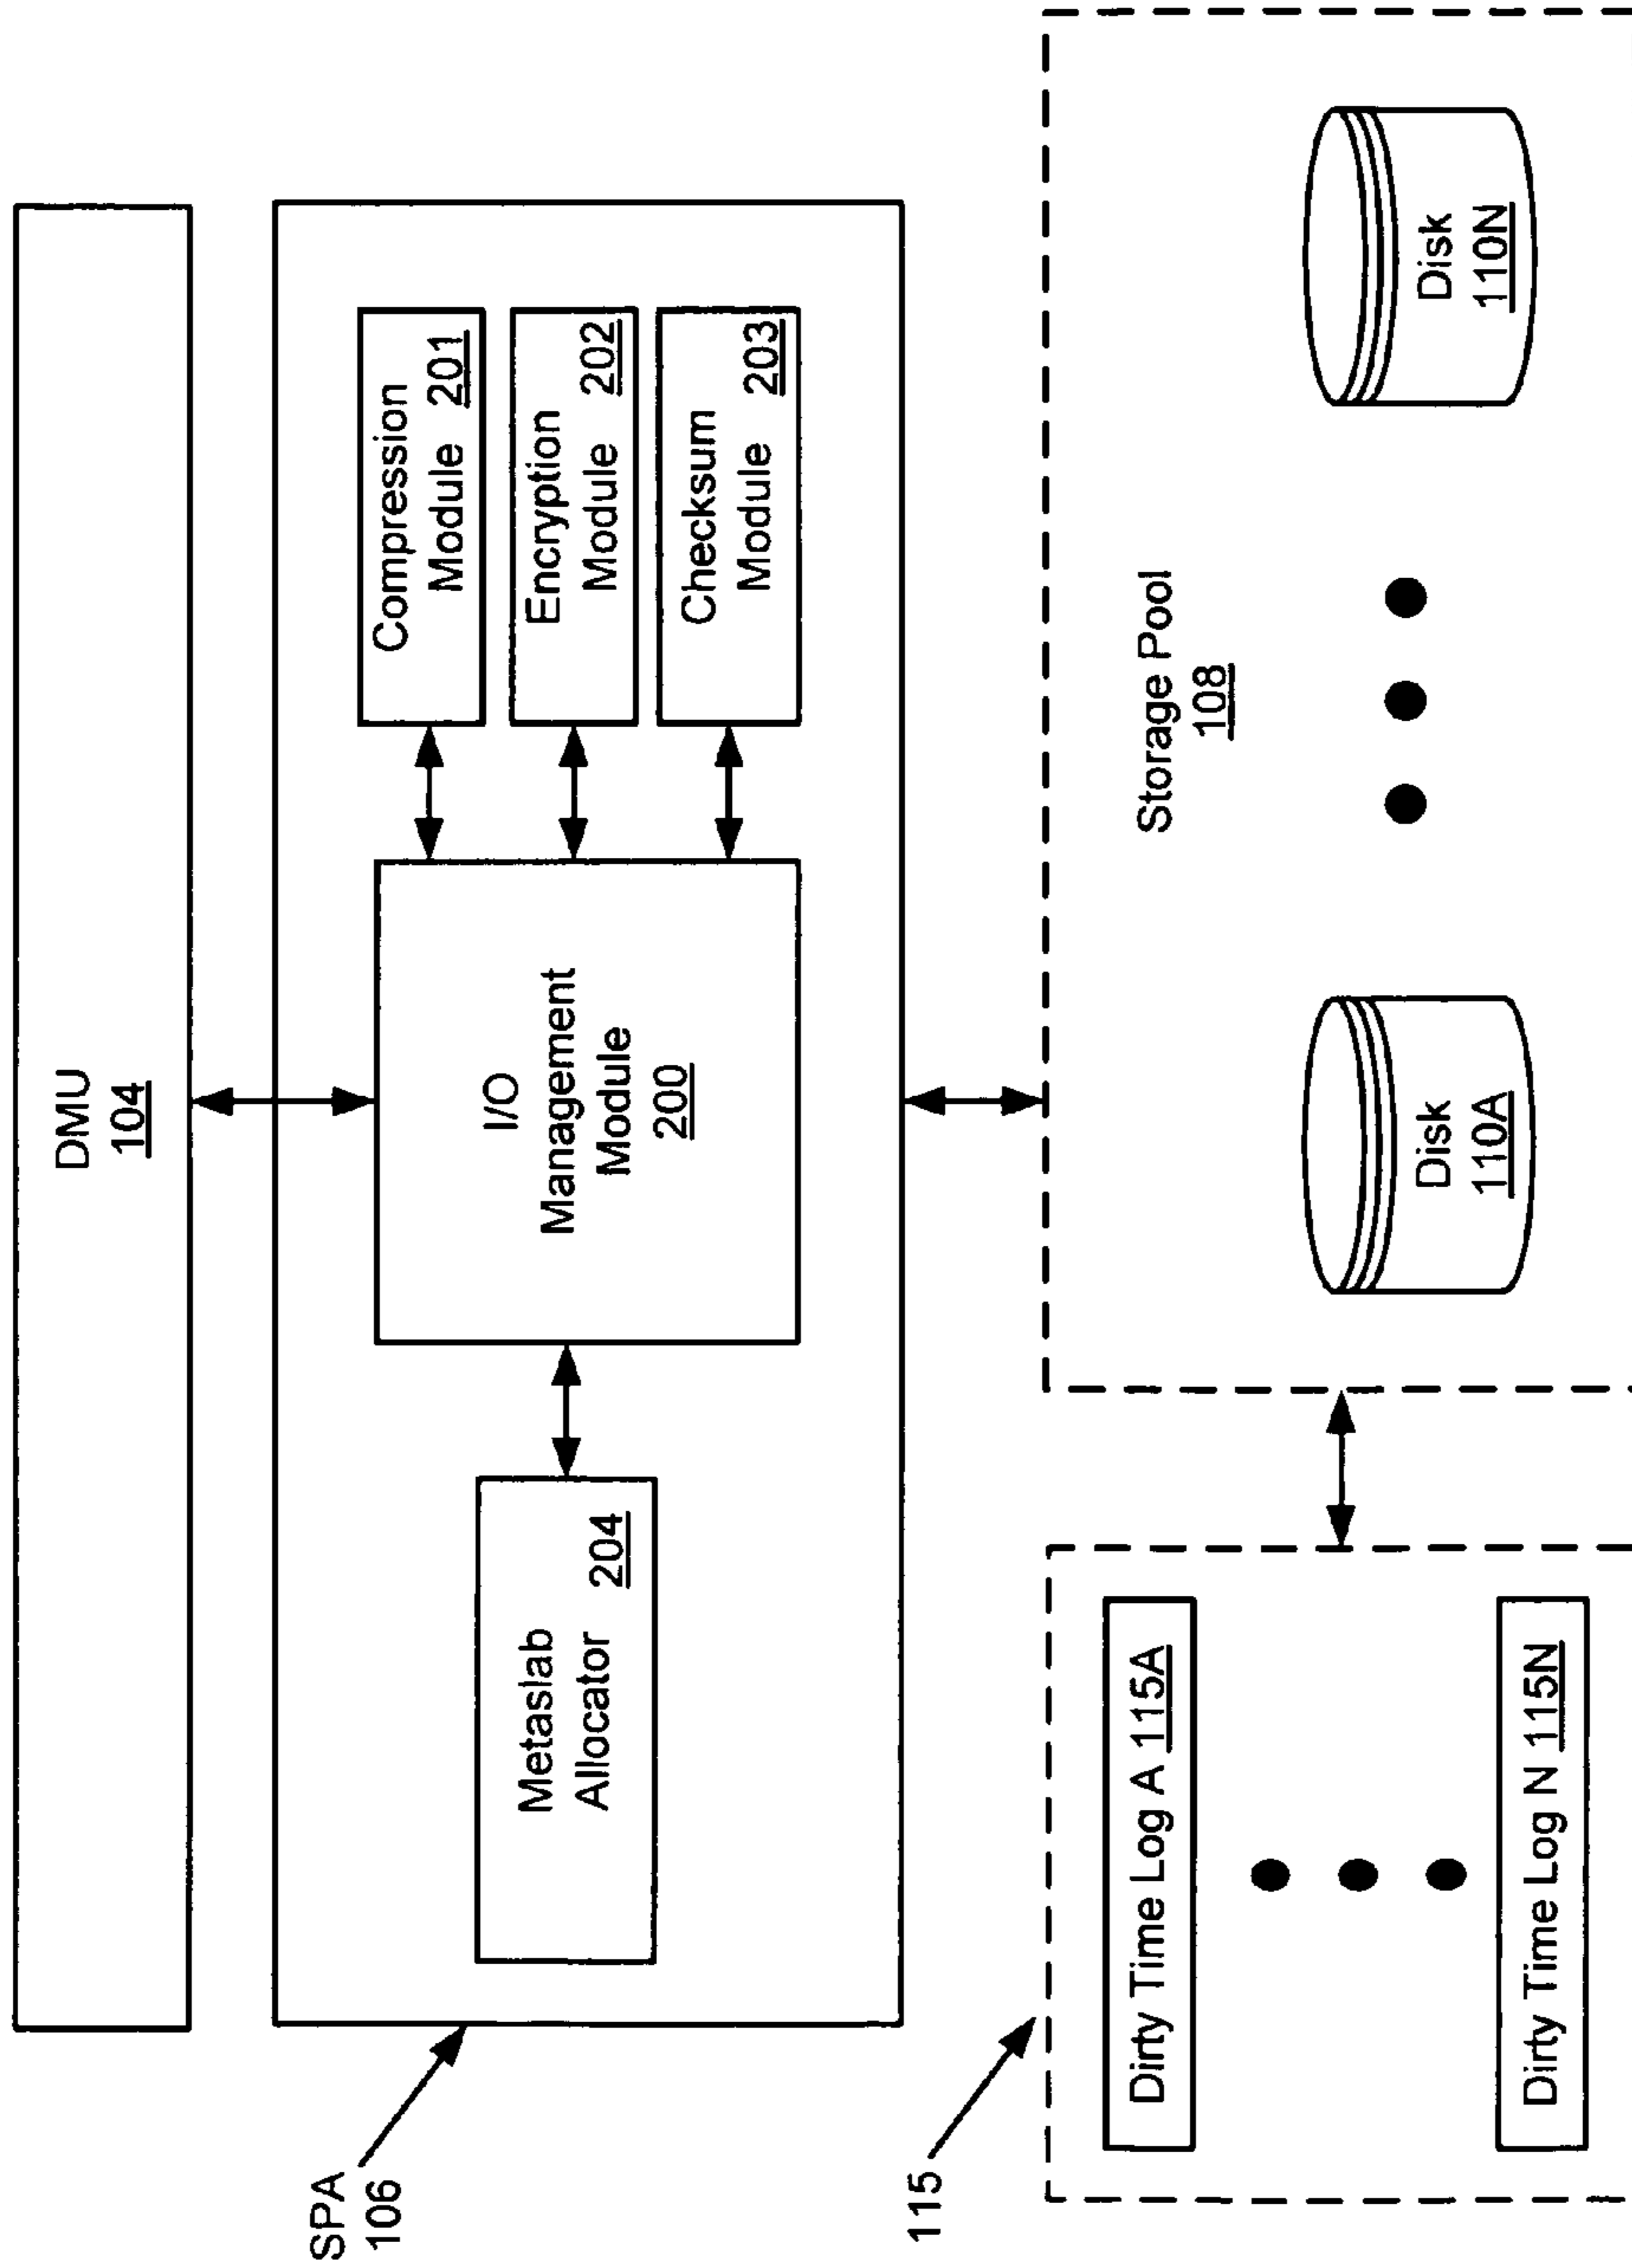 DMU
104
SPA
106
Metaslab
Allocator 204
I/O
Management
Module
200
Compression
Module 201
Encryption
Module 202
Checksum
Module 203
115
Dirty Time Log A 115A
Dirty Time Log N 115N
Storage Pool
108
Disk
110A
Disk
110N